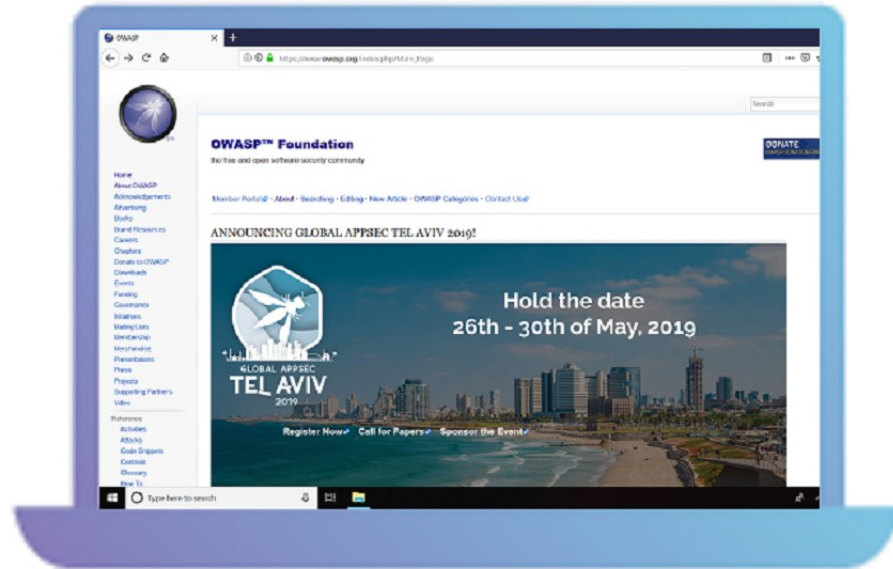 OWASP
https://www.owasp.org/index.php/Main_Page
Search
OWASP™ Foundation
the free and open software security community
DONATE
Home
About OWASP
Acknowledgements
Advertising
Books
Brand Resources
Careers
Chapters
Donate to OWASP
Downloads
Events
Funding
Governance
Initiatives
Mailing Lists
Membership
Merchandise
Presentations
Press
Projects
Supporting Partners
Video
Reference
Activities
Attacks
Code Snippets
Controls
Glossary
How To...
Member Portal · About · Searching · Editing · New Article · OWASP Categories · Contact Us
ANNOUNCING GLOBAL APPSEC TEL AVIV 2019!
Hold the date
26th - 30th of May, 2019
GLOBAL APPSEC
TEL AVIV
2019
Register Now Call for Papers Sponsor the Event
Type here to search